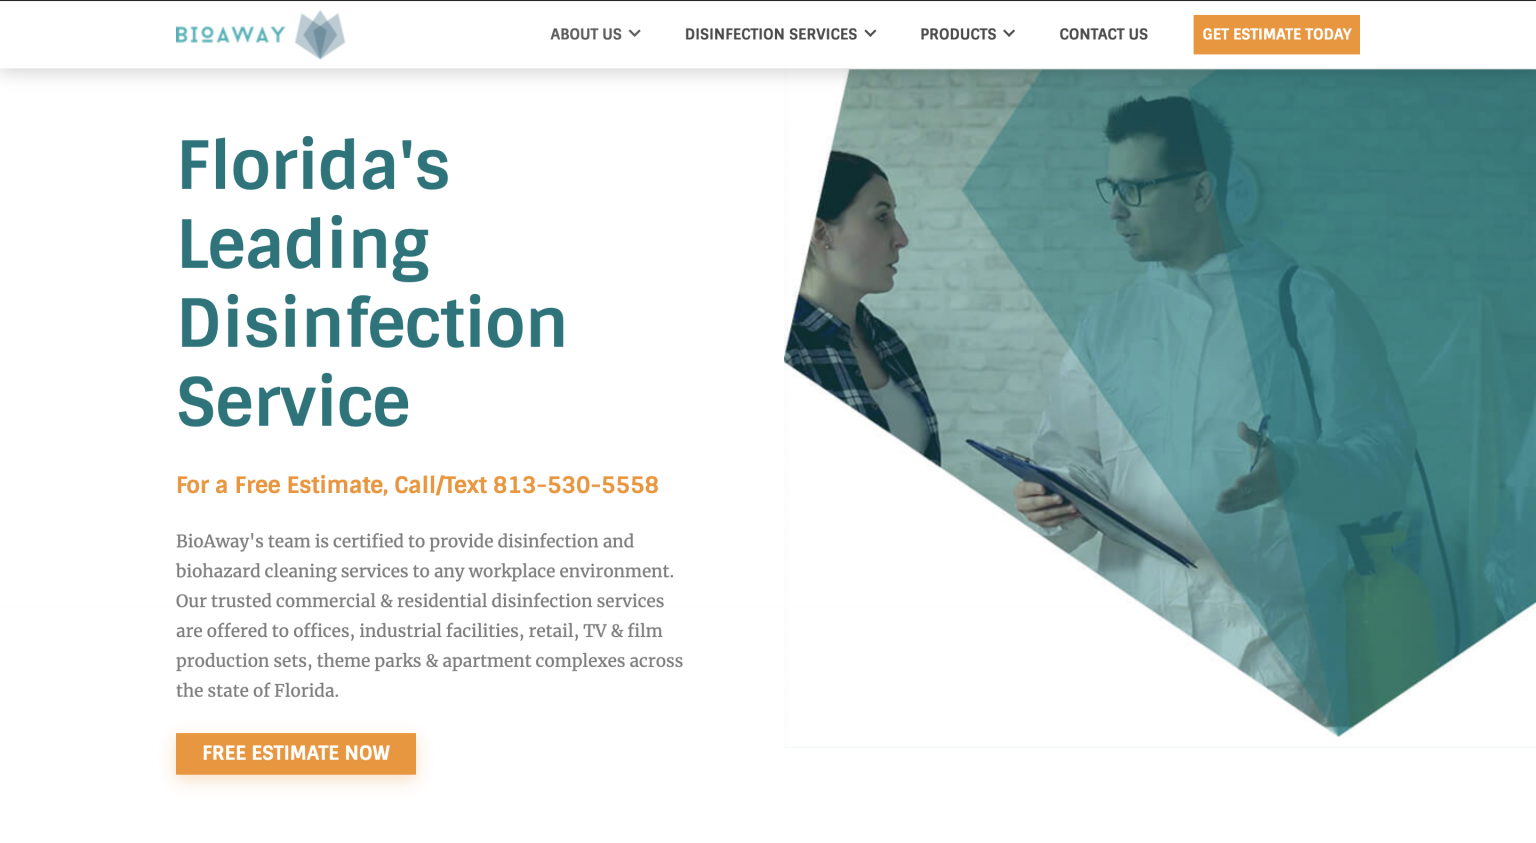 BIOAWAY
ABOUT US
DISINFECTION SERVICES
PRODUCTS
CONTACT US
GET ESTIMATE TODAY
Florida's
Leading
Disinfection
Service
For a Free Estimate, Call/Text 813-530-5558
BioAway's team is certified to provide disinfection and
biohazard cleaning services to any workplace environment.
Our trusted commercial & residential disinfection services
are offered to offices, industrial facilities, retail, TV & film
production sets, theme parks & apartment complexes across
the state of Florida.
FREE ESTIMATE NOW